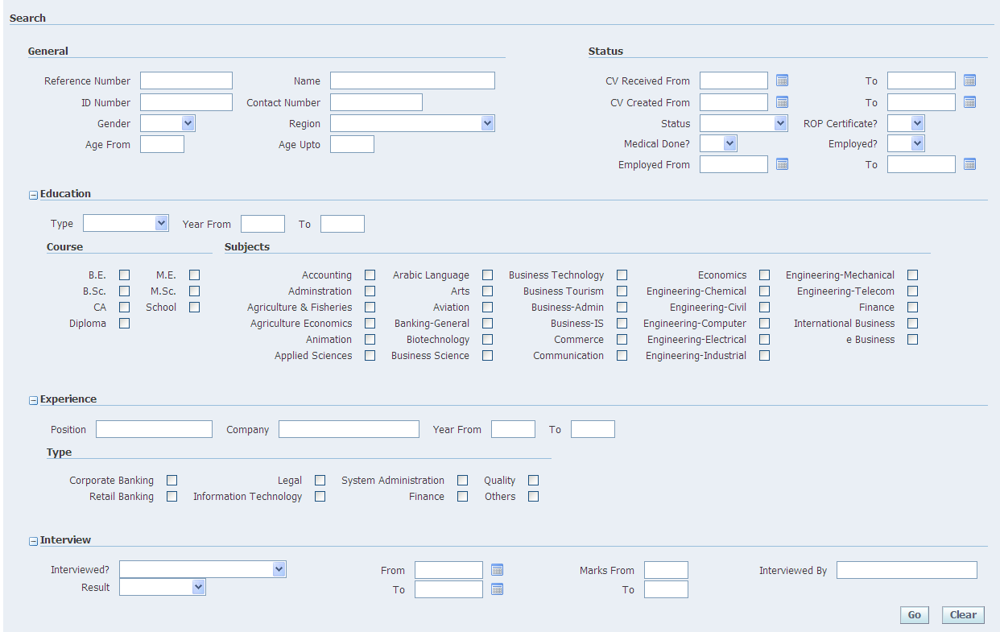 Search
General
Status
Reference Number Name CV Received From To
ID Number Contact Number CV Created From To
Gender Region Status ROP Certificate?
Age From Age Upto Medical Done? Employed?
Employed From To
Education
Type Year From To
Course Subjects
B.E. M.E. Accounting Arabic Language Business Technology Economics Engineering-Mechanical
B.Sc. M.Sc. Adminstration Arts Business Tourism Engineering-Chemical Engineering-Telecom
CA School Agriculture & Fisheries Aviation Business-Admin Engineering-Civil Finance
Diploma Agriculture Economics Banking-General Business-IS Engineering-Computer International Business
Animation Biotechnology Commerce Engineering-Electrical e Business
Applied Sciences Business Science Communication Engineering-Industrial
Experience
Position Company Year From To
Type
Corporate Banking Legal System Administration Quality
Retail Banking Information Technology Finance Others
Interview
Interviewed? From Marks From Interviewed By
Result To To
Go Clear